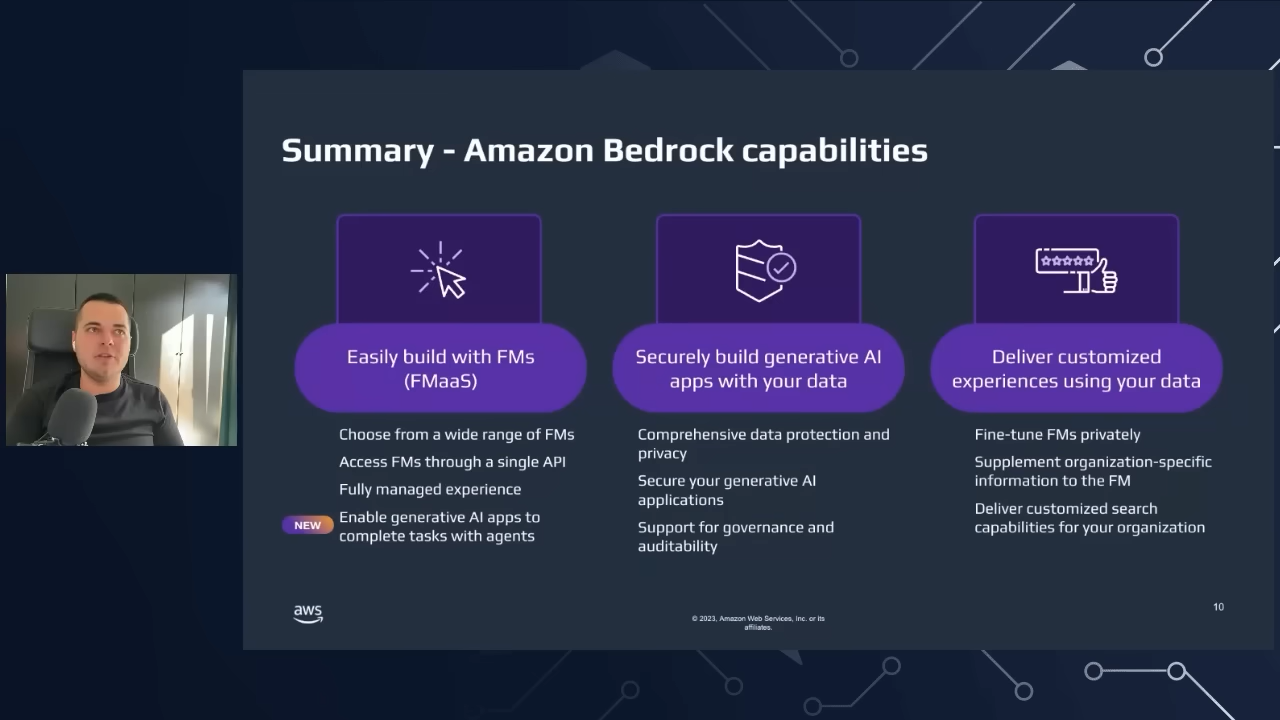 Summary - Amazon Bedrock capabilities
Easily build with FMs
(FMaaS)
Choose from a wide range of FMs
Access FMs through a single API
Fully managed experience
NEW
Enable generative AI apps to
complete tasks with agents
Securely build generative AI
apps with your data
Comprehensive data protection and
privacy
Secure your generative AI
applications
Support for governance and
auditability
Deliver customized
experiences using your data
Fine-tune FMs privately
Supplement organization-specific
information to the FM
Deliver customized search
capabilities for your organization
aws
© 2023, Amazon Web Services, Inc. or its
affiliates.
10